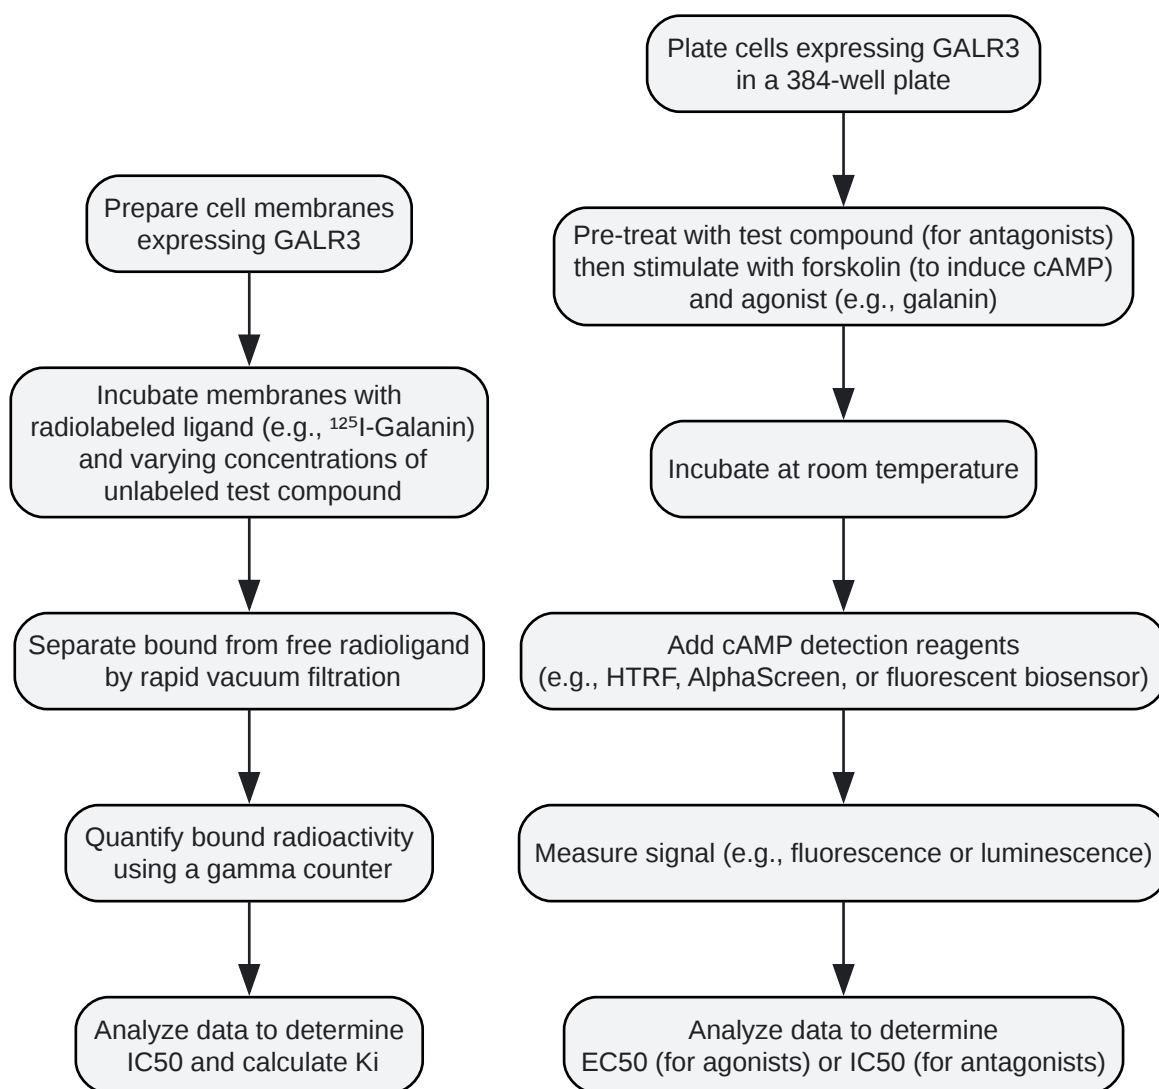 Prepare cell membranes
expressing GALR3
Incubate membranes with
radiolabeled ligand (e.g., ¹²⁵I-Galanin)
and varying concentrations of
unlabeled test compound
Separate bound from free radioligand
by rapid vacuum filtration
Quantify bound radioactivity
using a gamma counter
Analyze data to determine
IC50 and calculate Ki
Plate cells expressing GALR3
in a 384-well plate
Pre-treat with test compound (for antagonists)
then stimulate with forskolin (to induce cAMP)
and agonist (e.g., galanin)
Incubate at room temperature
Add cAMP detection reagents
(e.g., HTRF, AlphaScreen, or fluorescent biosensor)
Measure signal (e.g., fluorescence or luminescence)
Analyze data to determine
EC50 (for agonists) or IC50 (for antagonists)